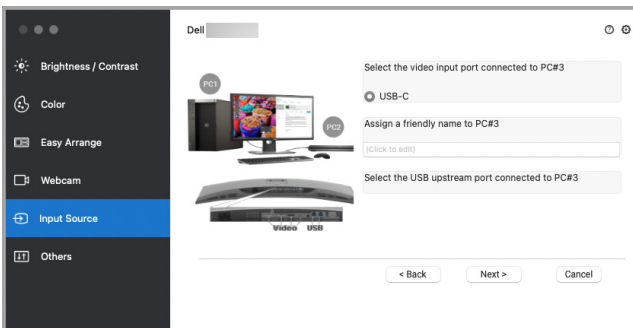 Dell
Brightness / Contrast
Color
Easy Arrange
Webcam
Input Source
Others
PC1
PC2
Video USB
Select the video input port connected to PC#3
USB-C
Assign a friendly name to PC#3
(Click to edit)
Select the USB upstream port connected to PC#3
< Back
Next >
Cancel